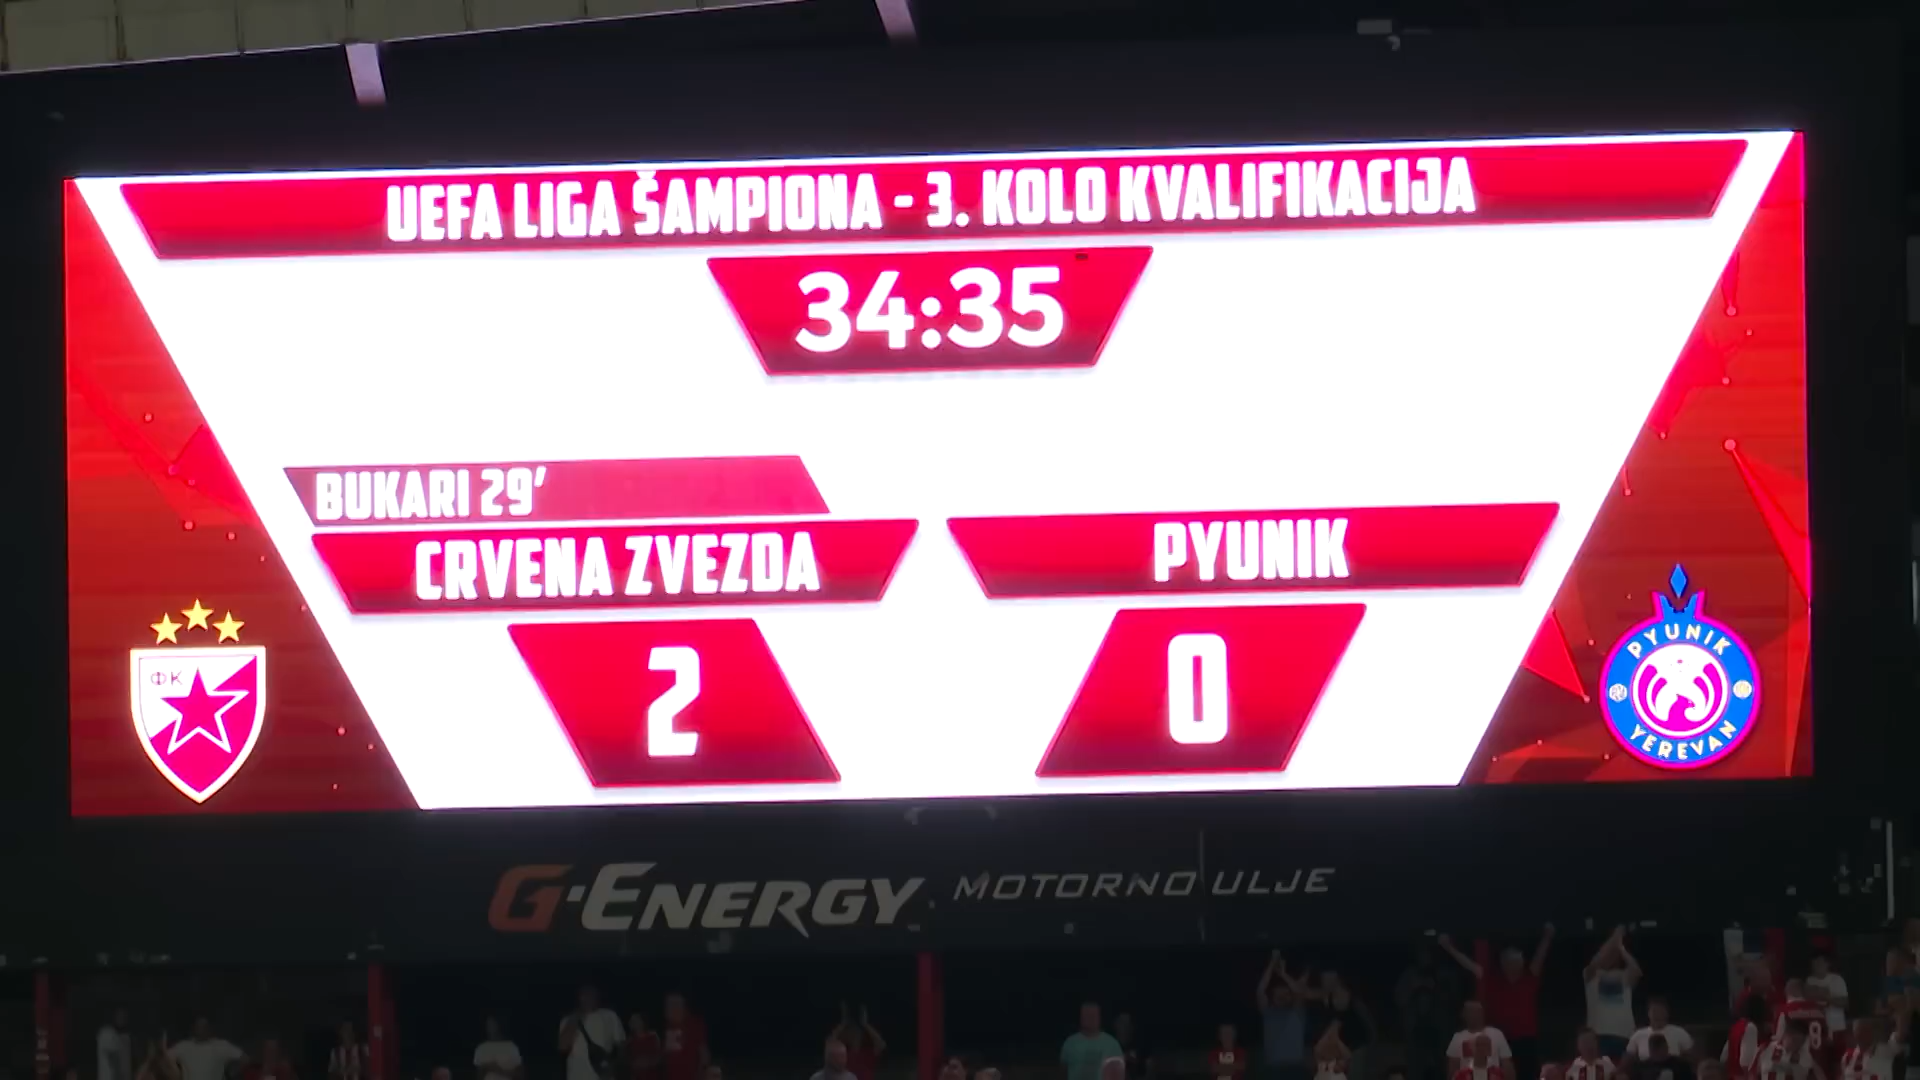 UEFA LIGA ŠAMPIONA - 3. KOLO KVALIFIKACIJA
34:35
BUKARI 29'
CRVENA ZVEZDA
PYUNIK
2
0
ФК
PYUNIK
YEREVAN
G-ENERGY MOTORNO ULJE
8